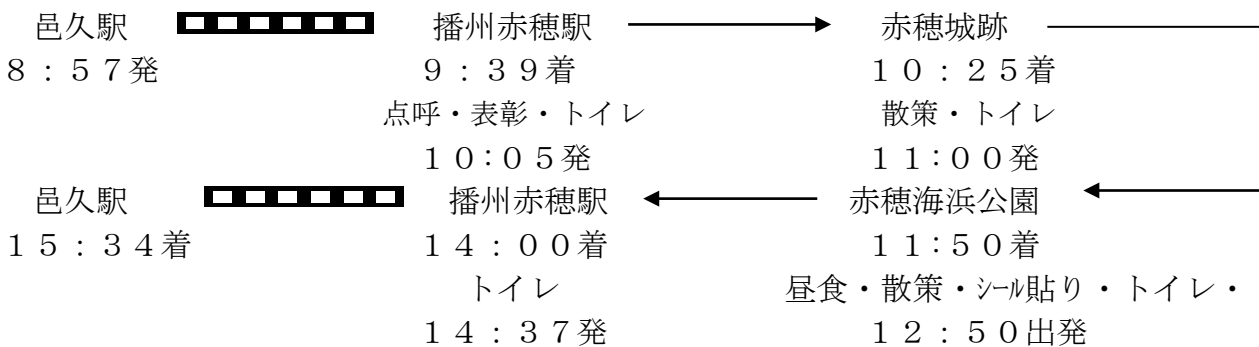 邑久駅 播州赤穂駅 赤穂城跡
８：５７発 ９：３９着 １０：２５着
点呼・表彰・トイレ 散策・トイレ
１０：０５発 １１：００発
邑久駅 播州赤穂駅 赤穂海浜公園
１５：３４着 １４：００着 １１：５０着
トイレ 昼食・散策・ｼｰﾙ貼り・トイレ・
１４：３７発 １２：５０出発